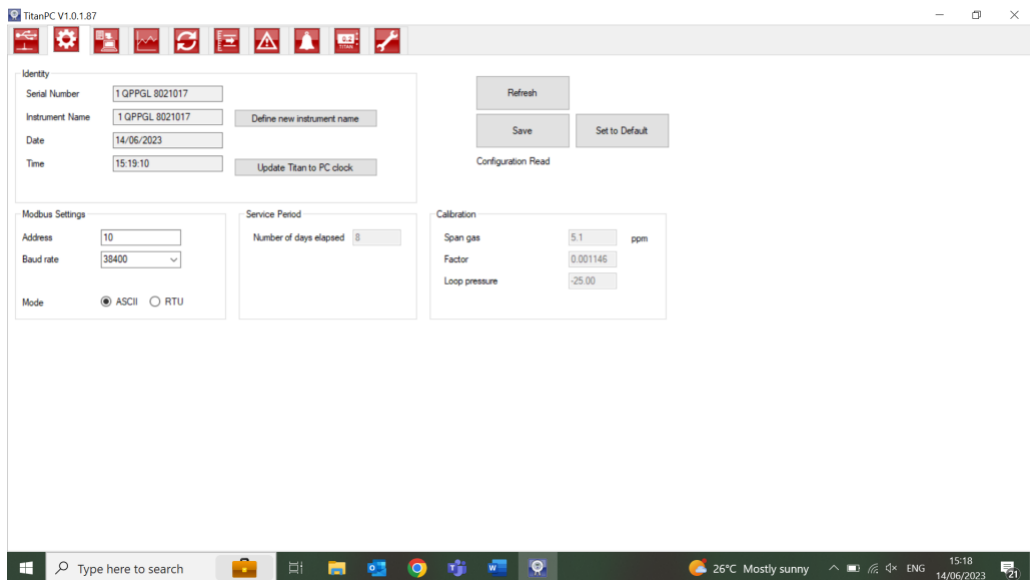 TitanPC V1.0.1.87
0.2
TITAN
Identity
Serial Number 1 QPPGL 8021017
Instrument Name 1 QPPGL 8021017 Define new instrument name
Date 14/06/2023
Time 15:19:10 Update Titan to PC clock
Refresh
Save Set to Default
Configuration Read
Modbus Settings
Address 10
Baud rate 38400
Mode ASCII RTU
Service Period
Number of days elapsed 8
Calibration
Span gas 5.1 ppm
Factor 0.001146
Loop pressure -25.00
Type here to search
26°C Mostly sunny
ENG
15:18
14/06/2023
21